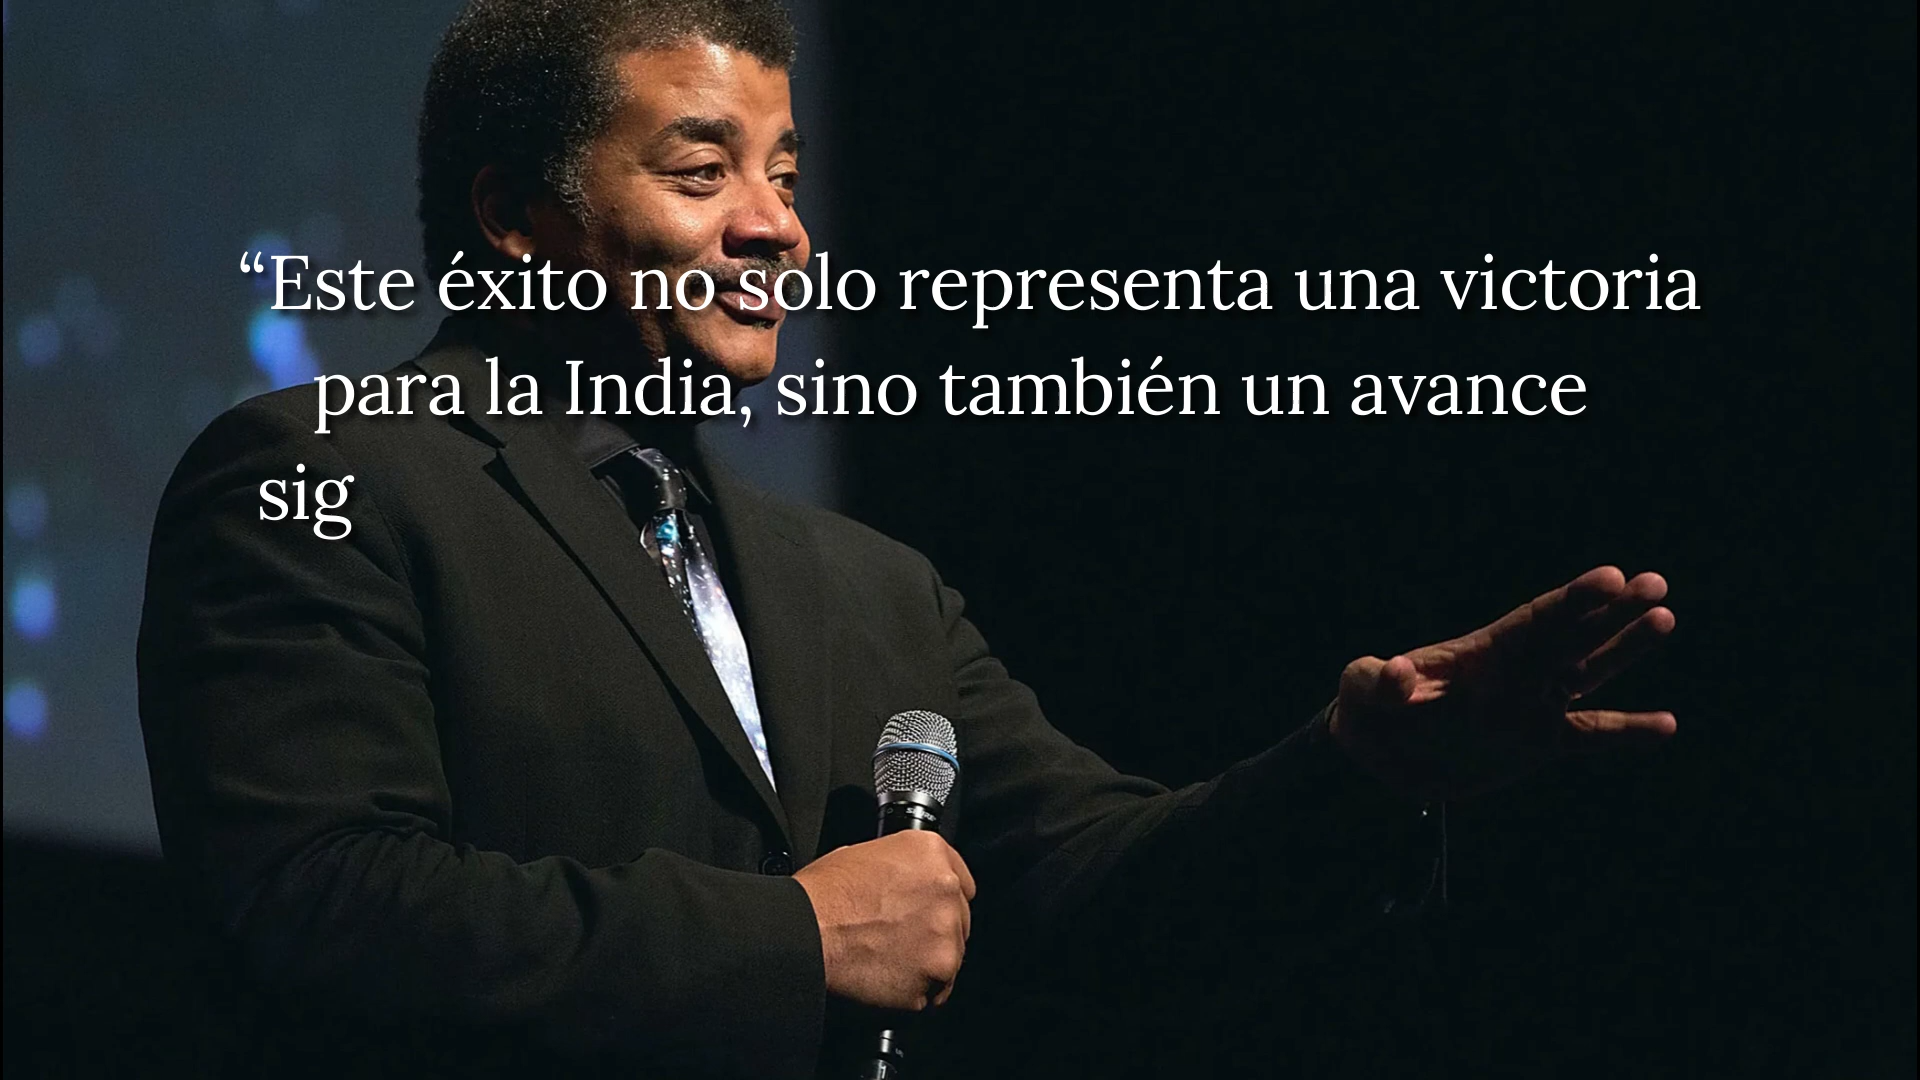 “Este éxito no solo representa una victoria
para la India, sino también un avance
sig